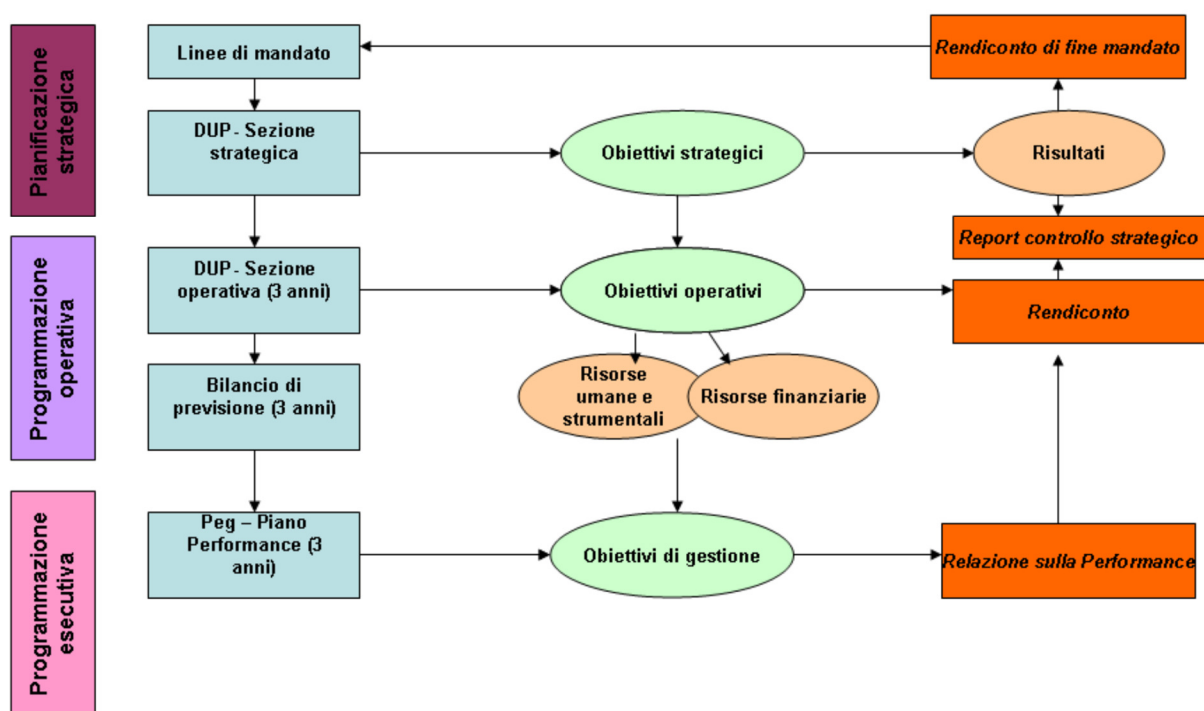 Pianificazione
strategica
Linee di mandato
Rendiconto di fine mandato
DUP - Sezione
strategica
Obiettivi strategici
Risultati
Report controllo strategico
Programmazione
operativa
DUP - Sezione
operativa (3 anni)
Obiettivi operativi
Rendiconto
Bilancio di
previsione (3 anni)
Risorse
umane e
strumentali
Risorse finanziarie
Programmazione
esecutiva
Peg – Piano
Performance (3
anni)
Obiettivi di gestione
Relazione sulla Performance